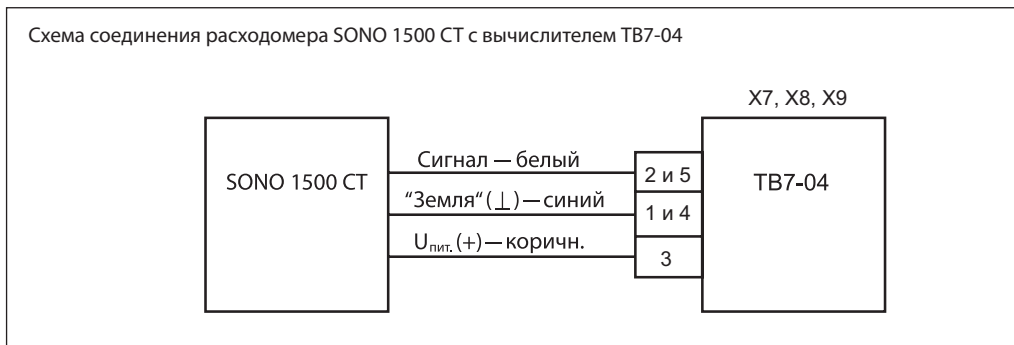 Схема соединения расходомера SONO 1500 CT с вычислителем ТВ7-04
X7, X8, X9
Сигнал — белый
2 и 5
SONO 1500 CT
ТВ7-04
“Земля“ (⊥) — синий
1 и 4
Uпит. (+) — коричн.
3